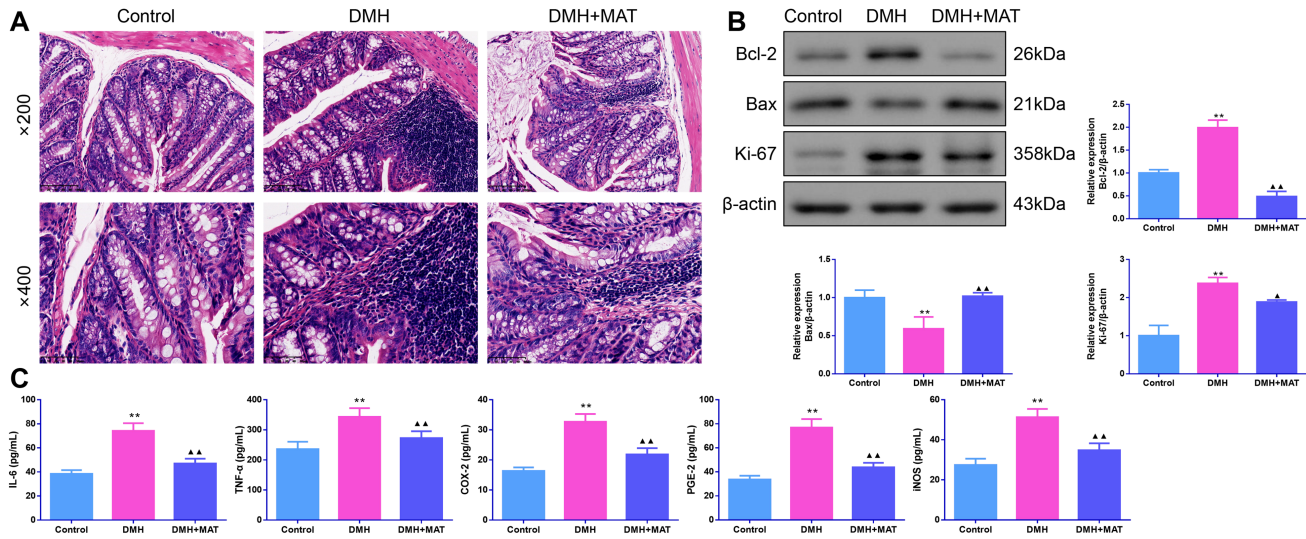 A
Control DMH DMH+MAT
×200
×400
B
Control DMH DMH+MAT
Bcl-2 26kDa
Bax 21kDa
Ki-67 358kDa
β-actin 43kDa
Relative expression
Bcl-2/β-actin
2.5
2.0
1.5
1.0
0.5
0.0
**
▲▲
Control DMH DMH+MAT
Relative expression
Bax/β-actin
1.5
1.0
0.5
0.0
**
▲▲
Control DMH DMH+MAT
Relative expression
Ki-67/β-actin
3
2
1
0
**
▲
Control DMH DMH+MAT
C
IL-6 (pg/mL)
100
80
60
40
20
0
**
▲▲
Control DMH DMH+MAT
TNF-α (pg/mL)
400
300
200
100
0
**
▲▲
Control DMH DMH+MAT
COX-2 (pg/mL)
40
30
20
10
0
**
▲▲
Control DMH DMH+MAT
PGE-2 (pg/mL)
100
80
60
40
20
0
**
▲▲
Control DMH DMH+MAT
iNOS (pg/mL)
60
40
20
0
**
▲▲
Control DMH DMH+MAT